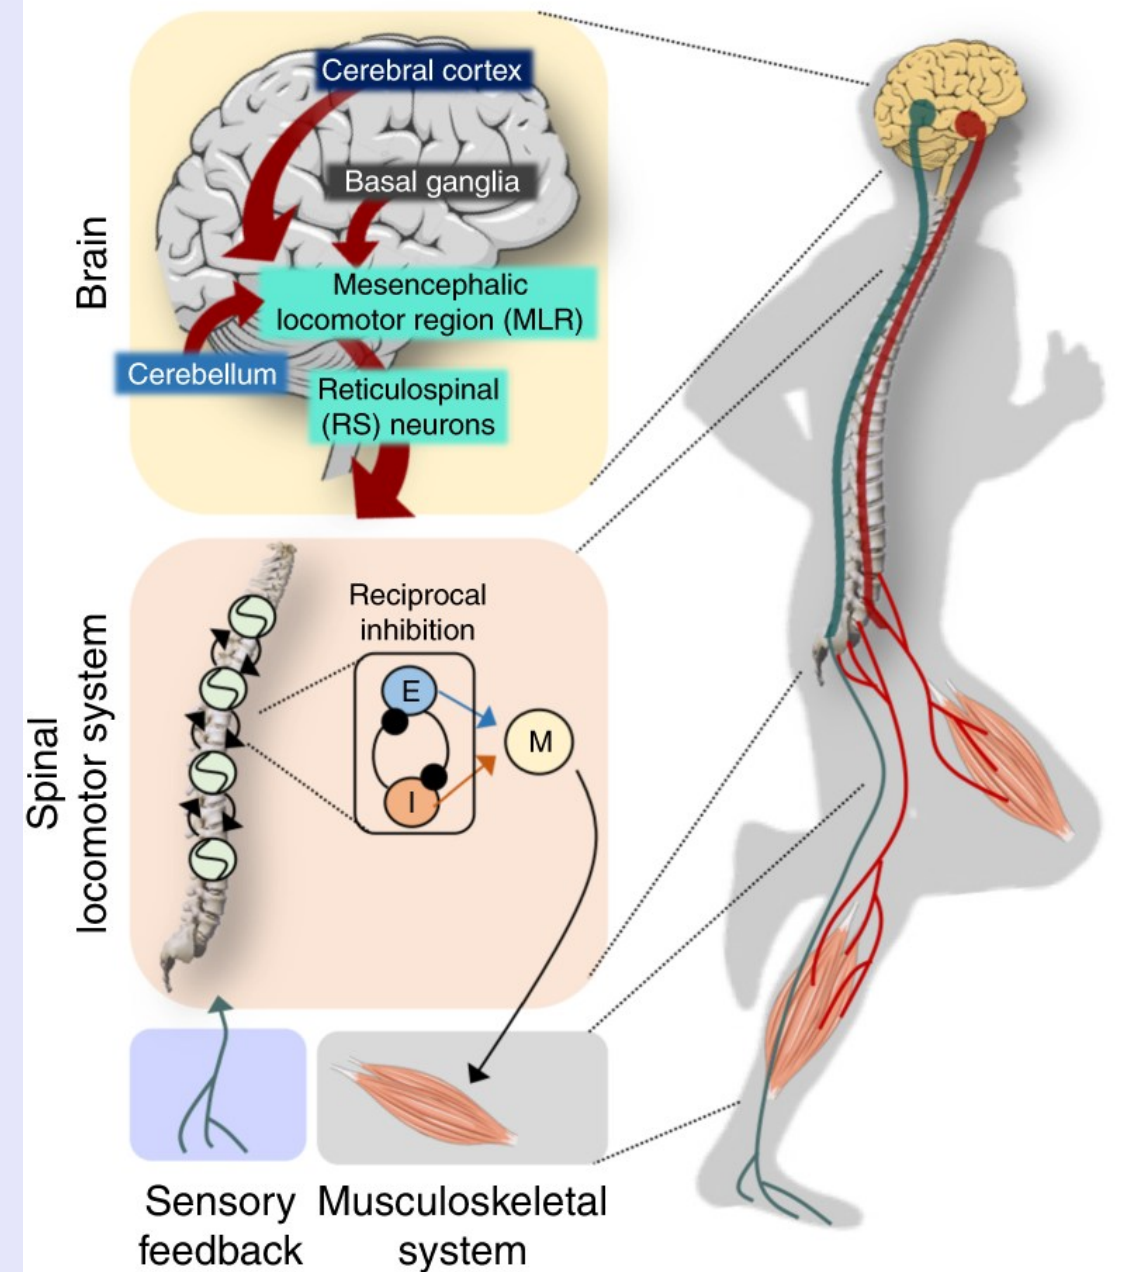 Cerebral cortex
Basal ganglia
Mesencephalic
locomotor region (MLR)
Cerebellum
Reticulospinal
(RS) neurons
Brain
Reciprocal
inhibition
E
M
I
Spinal
locomotor system
Sensory
feedback
Musculoskeletal
system